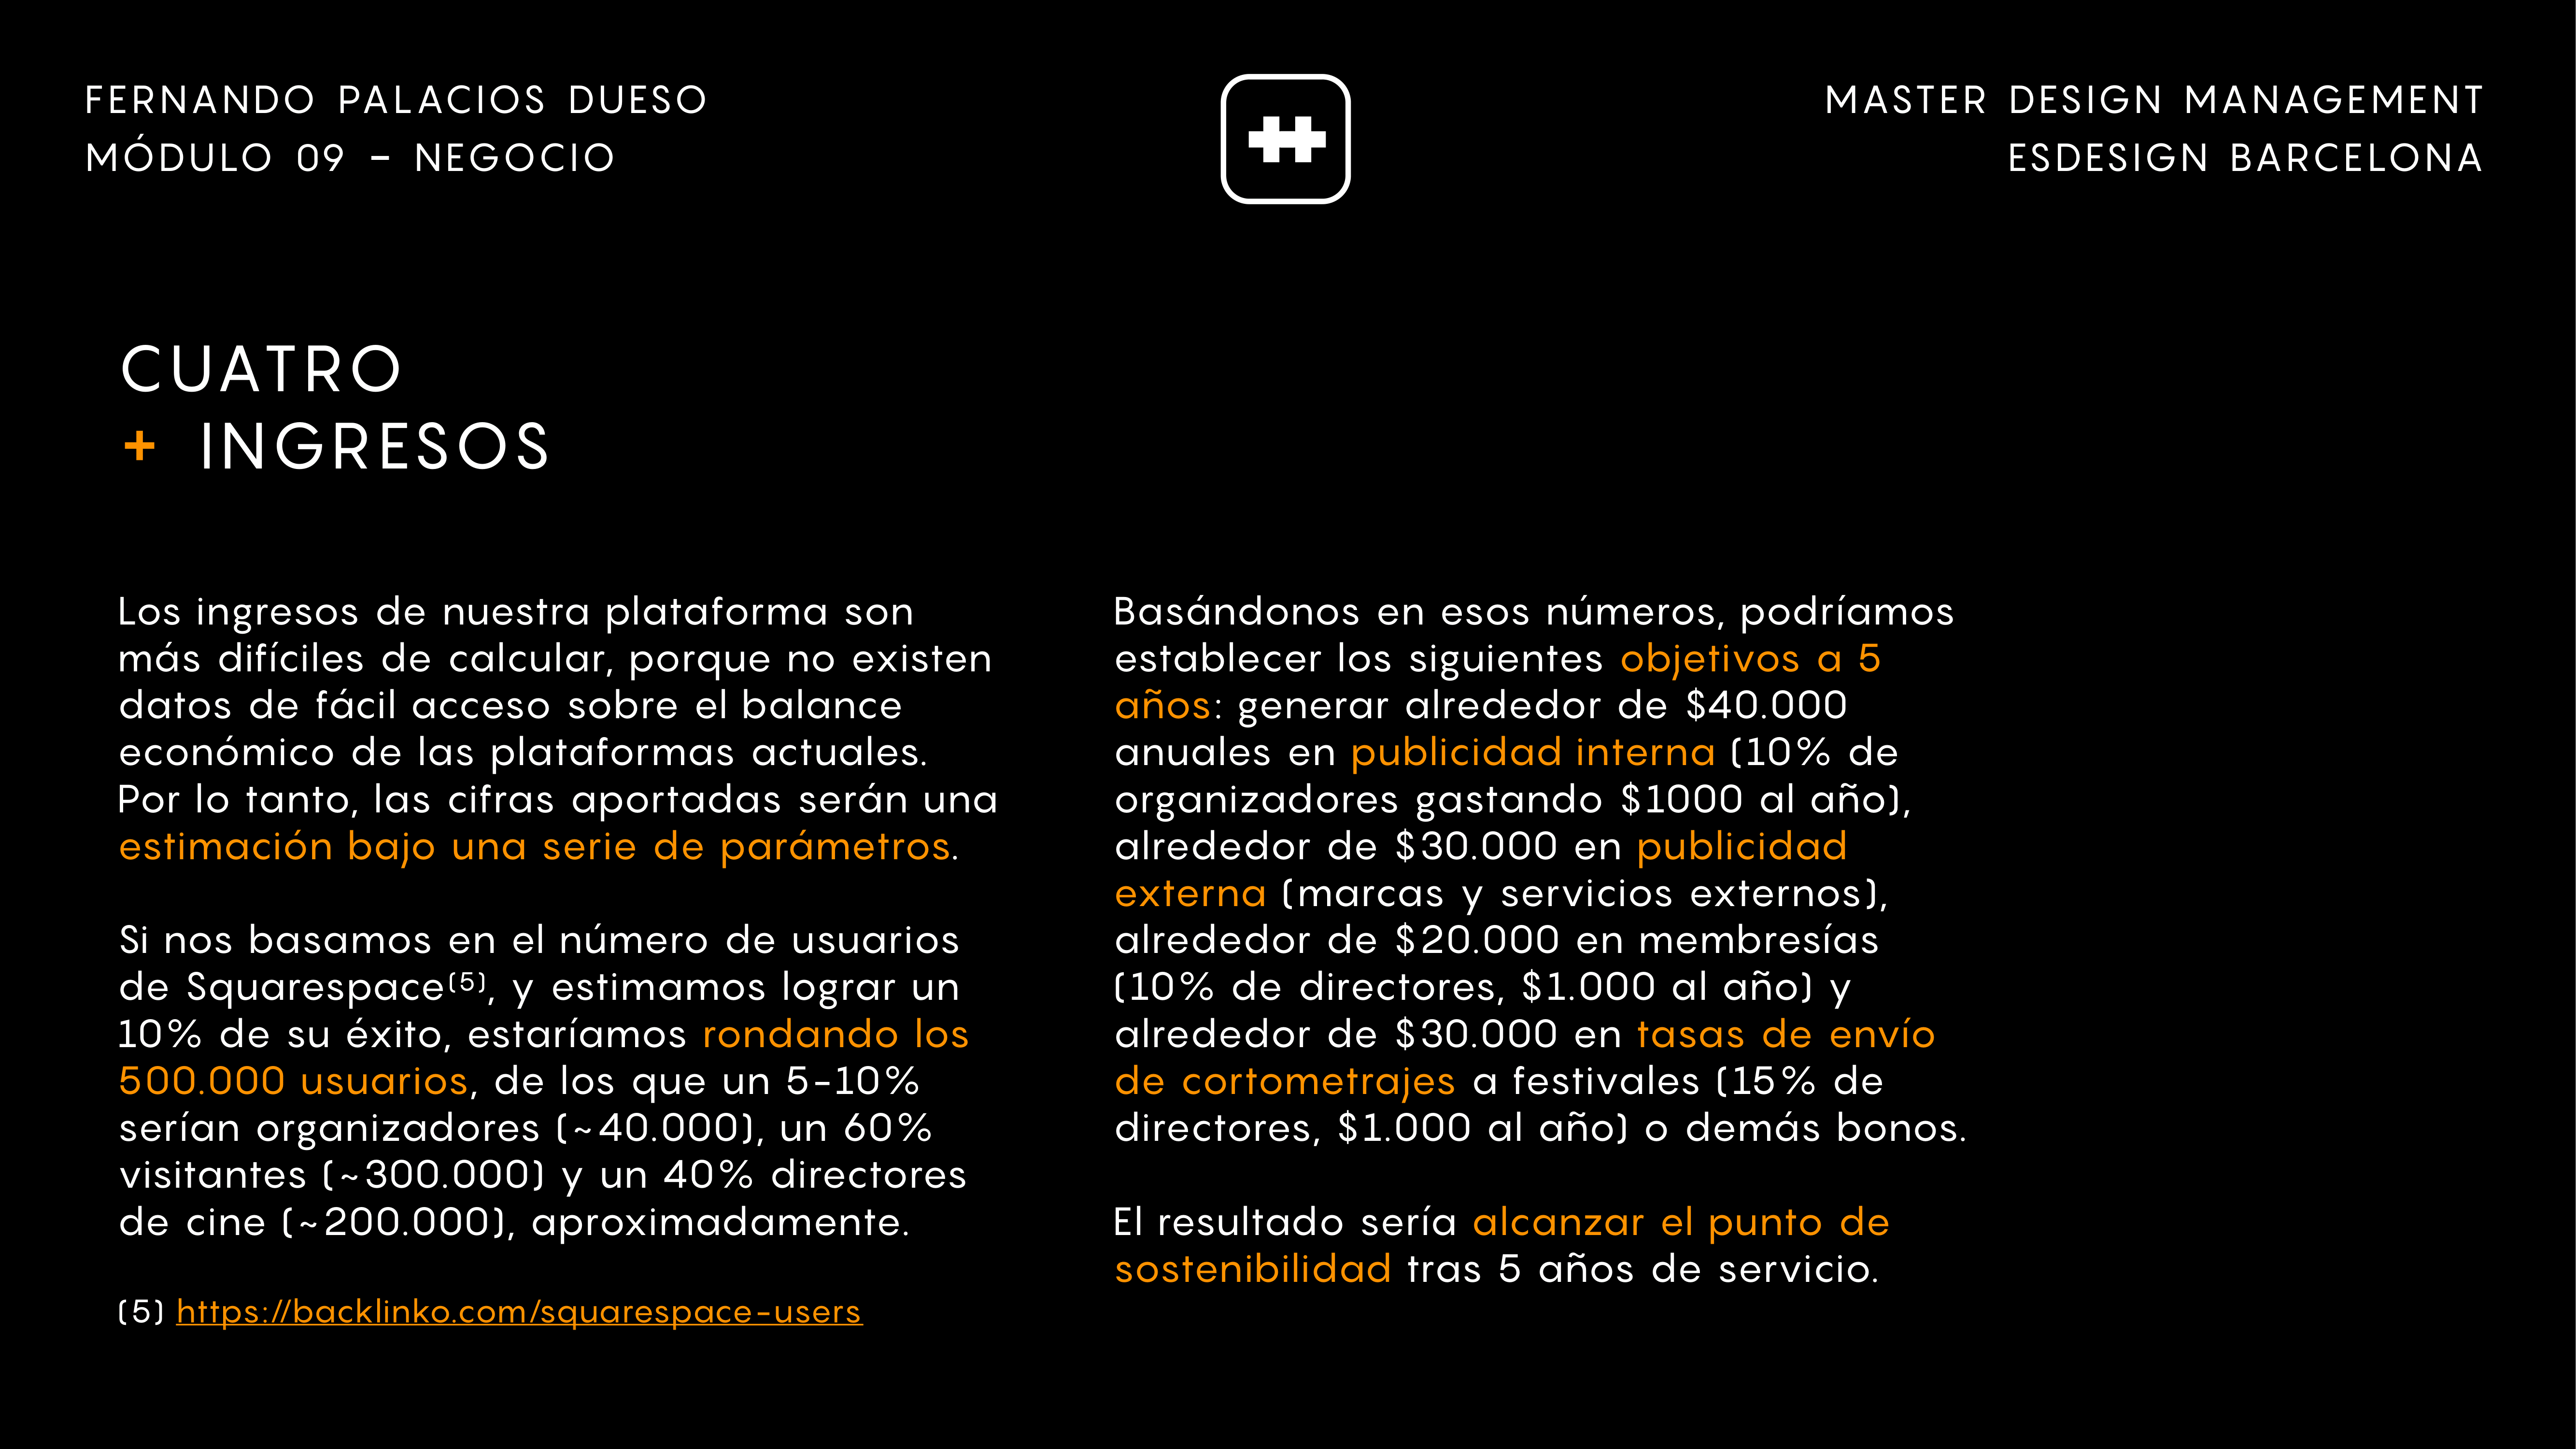 FERNANDO PALACIOS DUESO
MÓDULO 09 – NEGOCIO
MASTER DESIGN MANAGEMENT
ESDESIGN BARCELONA
CUATRO
+ INGRESOS
Los ingresos de nuestra plataforma son
más difíciles de calcular, porque no existen
datos de fácil acceso sobre el balance
económico de las plataformas actuales.
Por lo tanto, las cifras aportadas serán una
estimación bajo una serie de parámetros.
Si nos basamos en el número de usuarios
de Squarespace(5), y estimamos lograr un
10% de su éxito, estaríamos rondando los
500.000 usuarios, de los que un 5-10%
serían organizadores (~40.000), un 60%
visitantes (~300.000) y un 40% directores
de cine (~200.000), aproximadamente.
(5) https://backlinko.com/squarespace-users
Basándonos en esos números, podríamos
establecer los siguientes objetivos a 5
años: generar alrededor de $40.000
anuales en publicidad interna (10% de
organizadores gastando $1000 al año),
alrededor de $30.000 en publicidad
externa (marcas y servicios externos),
alrededor de $20.000 en membresías
(10% de directores, $1.000 al año) y
alrededor de $30.000 en tasas de envío
de cortometrajes a festivales (15% de
directores, $1.000 al año) o demás bonos.
El resultado sería alcanzar el punto de
sostenibilidad tras 5 años de servicio.